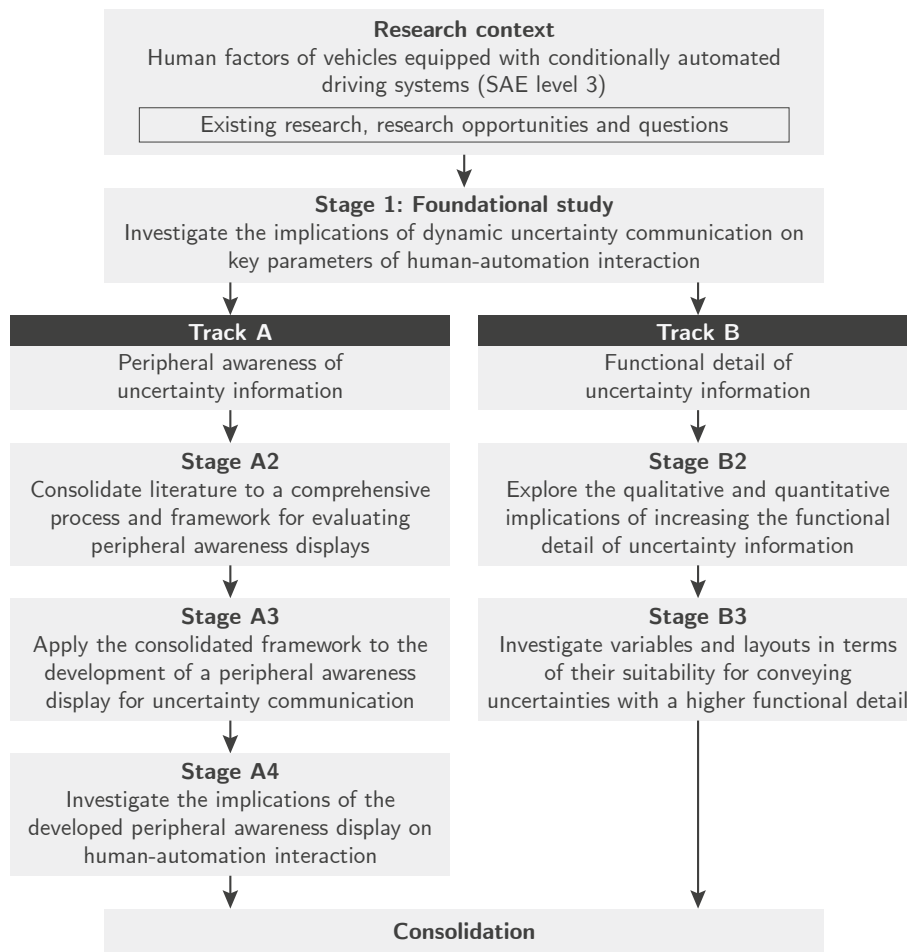 Research context
Human factors of vehicles equipped with conditionally automated
driving systems (SAE level 3)
Existing research, research opportunities and questions
Stage 1: Foundational study
Investigate the implications of dynamic uncertainty communication on
key parameters of human-automation interaction
Track A
Peripheral awareness of
uncertainty information
Stage A2
Consolidate literature to a comprehensive
process and framework for evaluating
peripheral awareness displays
Stage A3
Apply the consolidated framework to the
development of a peripheral awareness
display for uncertainty communication
Stage A4
Investigate the implications of the
developed peripheral awareness display on
human-automation interaction
Track B
Functional detail of
uncertainty information
Stage B2
Explore the qualitative and quantitative
implications of increasing the functional
detail of uncertainty information
Stage B3
Investigate variables and layouts in terms
of their suitability for conveying
uncertainties with a higher functional detail
Consolidation